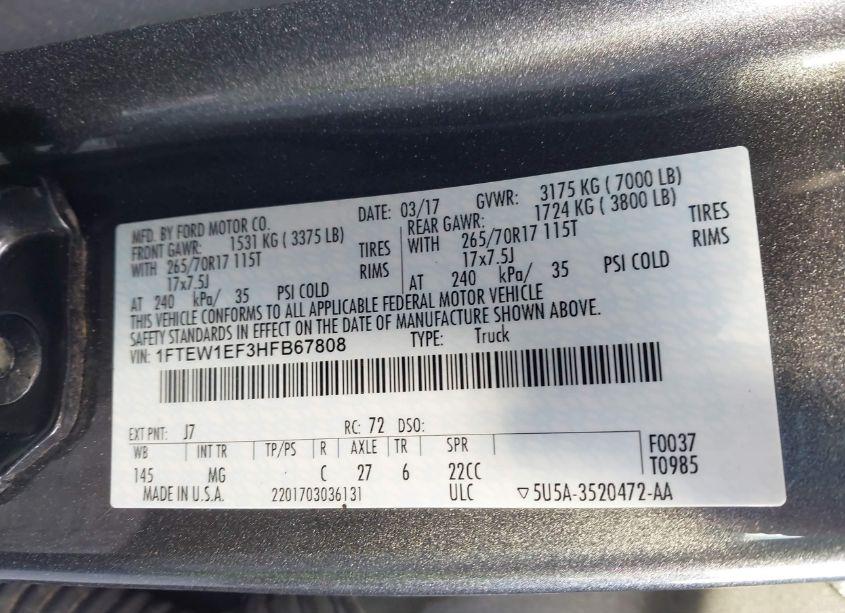 MFD. BY FORD MOTOR CO. DATE: 03/17 GVWR: 3175 KG ( 7000 LB)
FRONT GAWR: 1531 KG ( 3375 LB) REAR GAWR: 1724 KG ( 3800 LB)
WITH 265/70R17 115T TIRES WITH 265/70R17 115T TIRES
17x7.5J RIMS 17x7.5J RIMS
AT 240 kPa/ 35 PSI COLD AT 240 kPa/ 35 PSI COLD
THIS VEHICLE CONFORMS TO ALL APPLICABLE FEDERAL MOTOR VEHICLE
SAFETY STANDARDS IN EFFECT ON THE DATE OF MANUFACTURE SHOWN ABOVE.
VIN: 1FTEW1EF3HFB67808 TYPE: Truck
EXT PNT: J7 RC: 72 DSO:
WB INT TR TP/PS R AXLE TR SPR F0037
145 MG C 27 6 22CC T0985
MADE IN U.S.A. 2201703036131 ULC ▽5U5A-3520472-AA